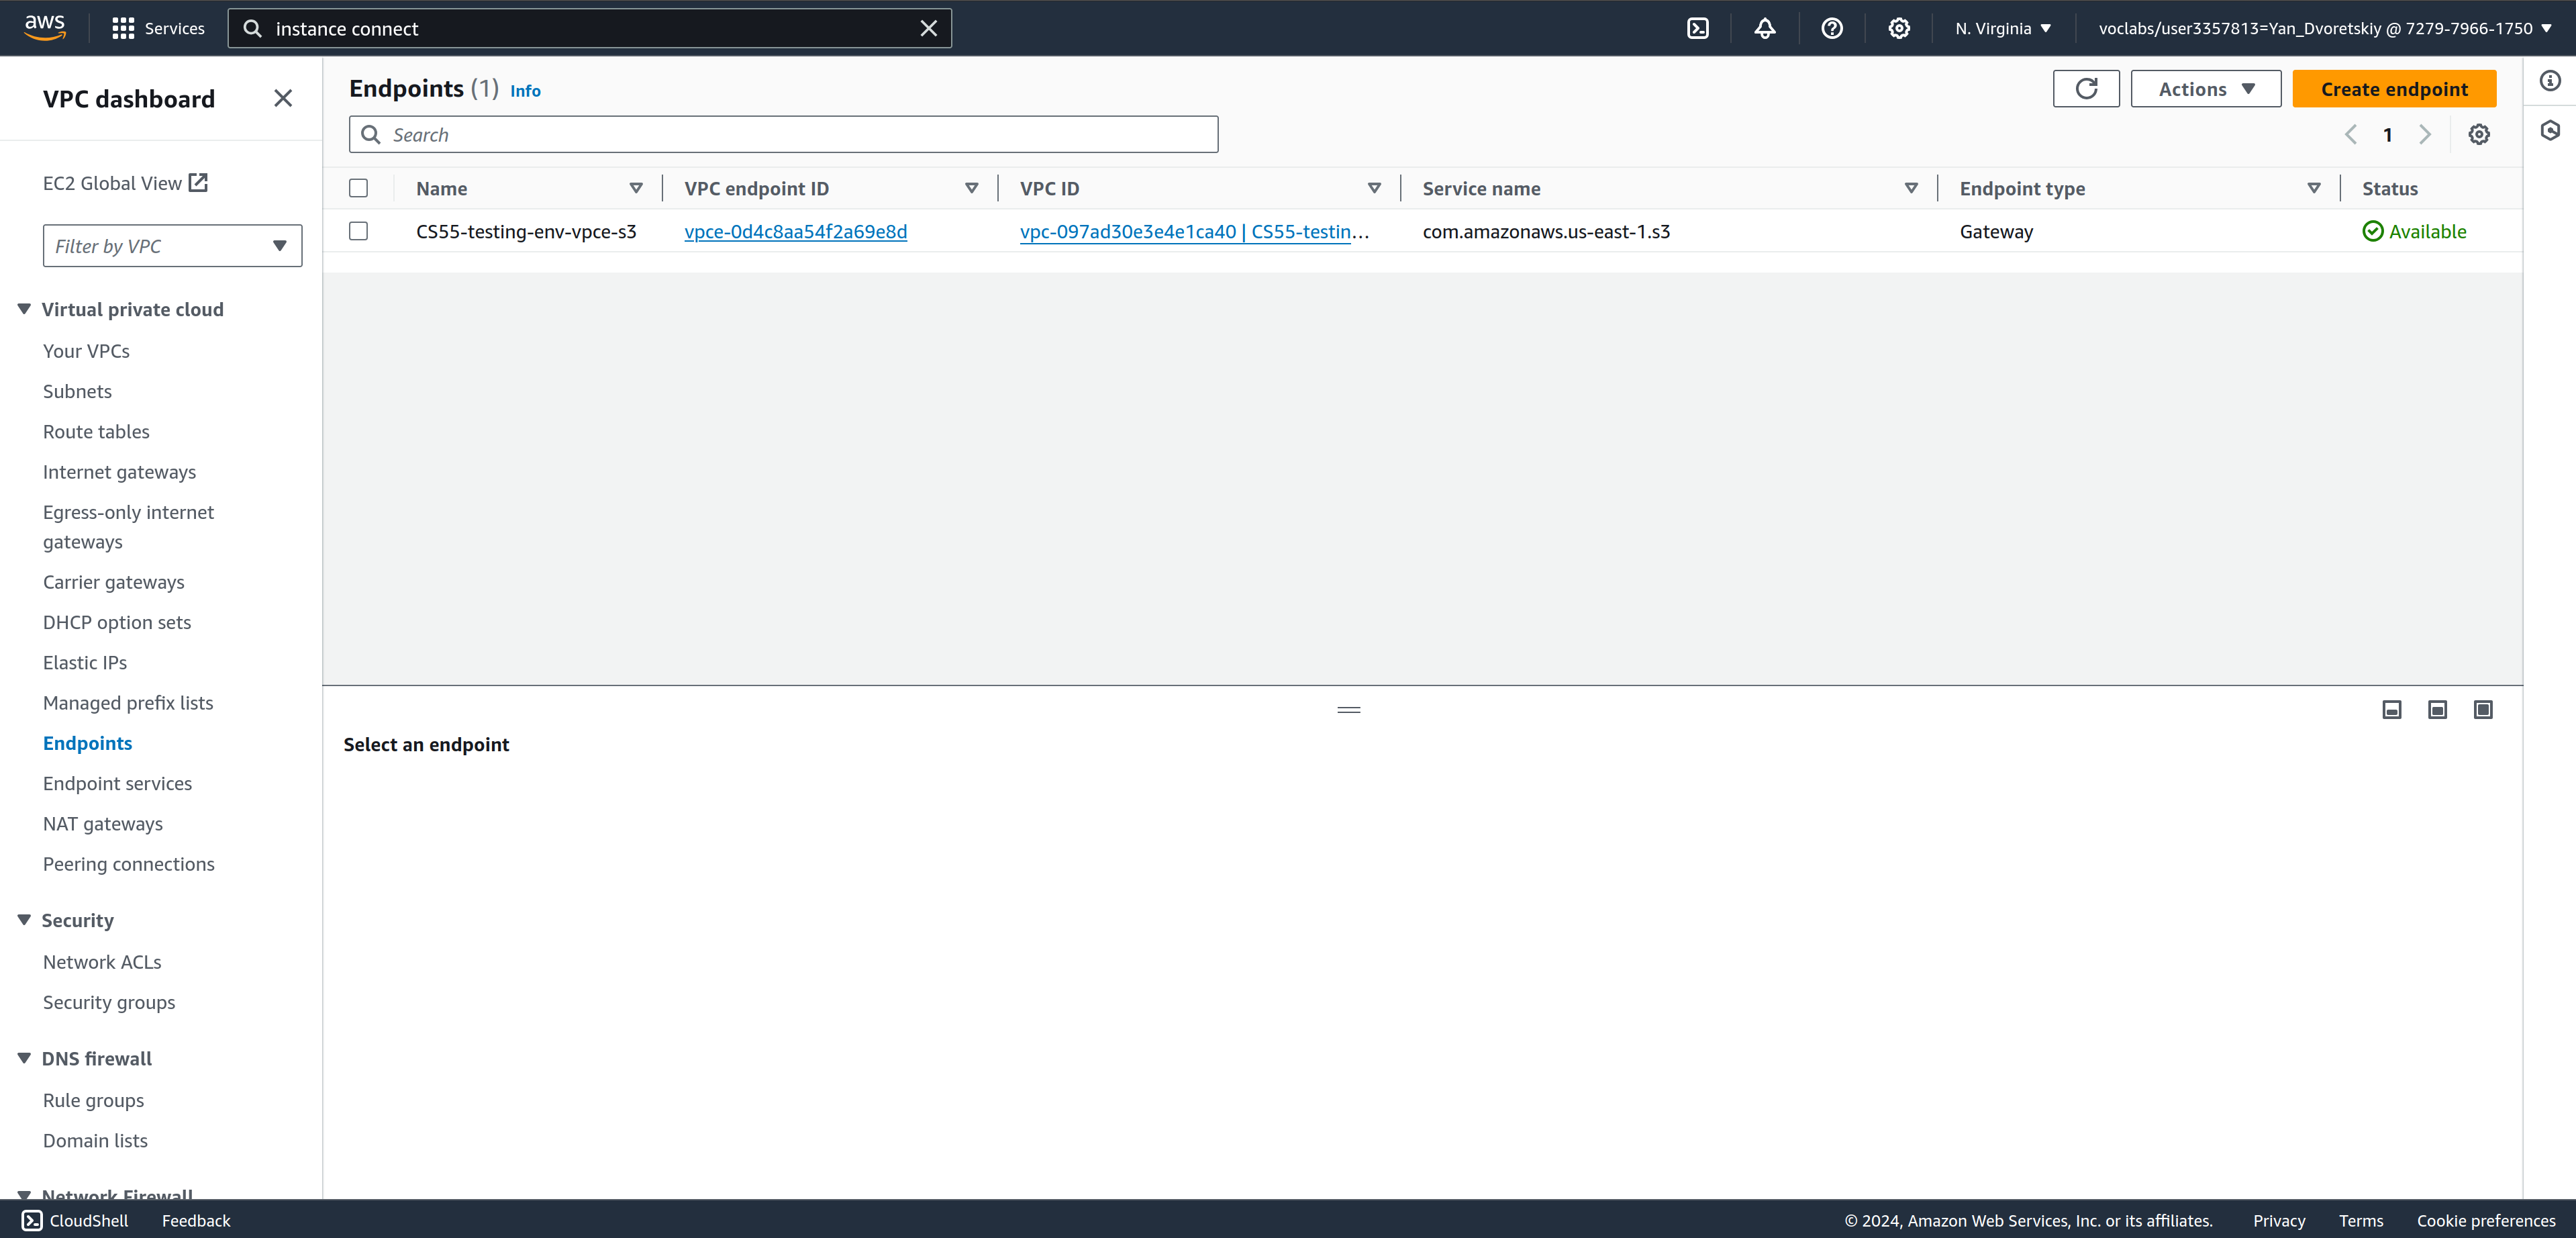 aws
Services
instance connect
N. Virginia
voclabs/user3357813=Yan_Dvoretskiy @ 7279-7966-1750
VPC dashboard
EC2 Global View
Filter by VPC
Virtual private cloud
Your VPCs
Subnets
Route tables
Internet gateways
Egress-only internet
gateways
Carrier gateways
DHCP option sets
Elastic IPs
Managed prefix lists
Endpoints
Endpoint services
NAT gateways
Peering connections
Security
Network ACLs
Security groups
DNS firewall
Rule groups
Domain lists
Network Firewall
Endpoints (1) Info
Actions
Create endpoint
Search
1
Name VPC endpoint ID VPC ID Service name Endpoint type Status
CS55-testing-env-vpce-s3 vpce-0d4c8aa54f2a69e8d vpc-097ad30e3e4e1ca40 | CS55-testin... com.amazonaws.us-east-1.s3 Gateway Available
Select an endpoint
CloudShell Feedback © 2024, Amazon Web Services, Inc. or its affiliates. Privacy Terms Cookie preferences